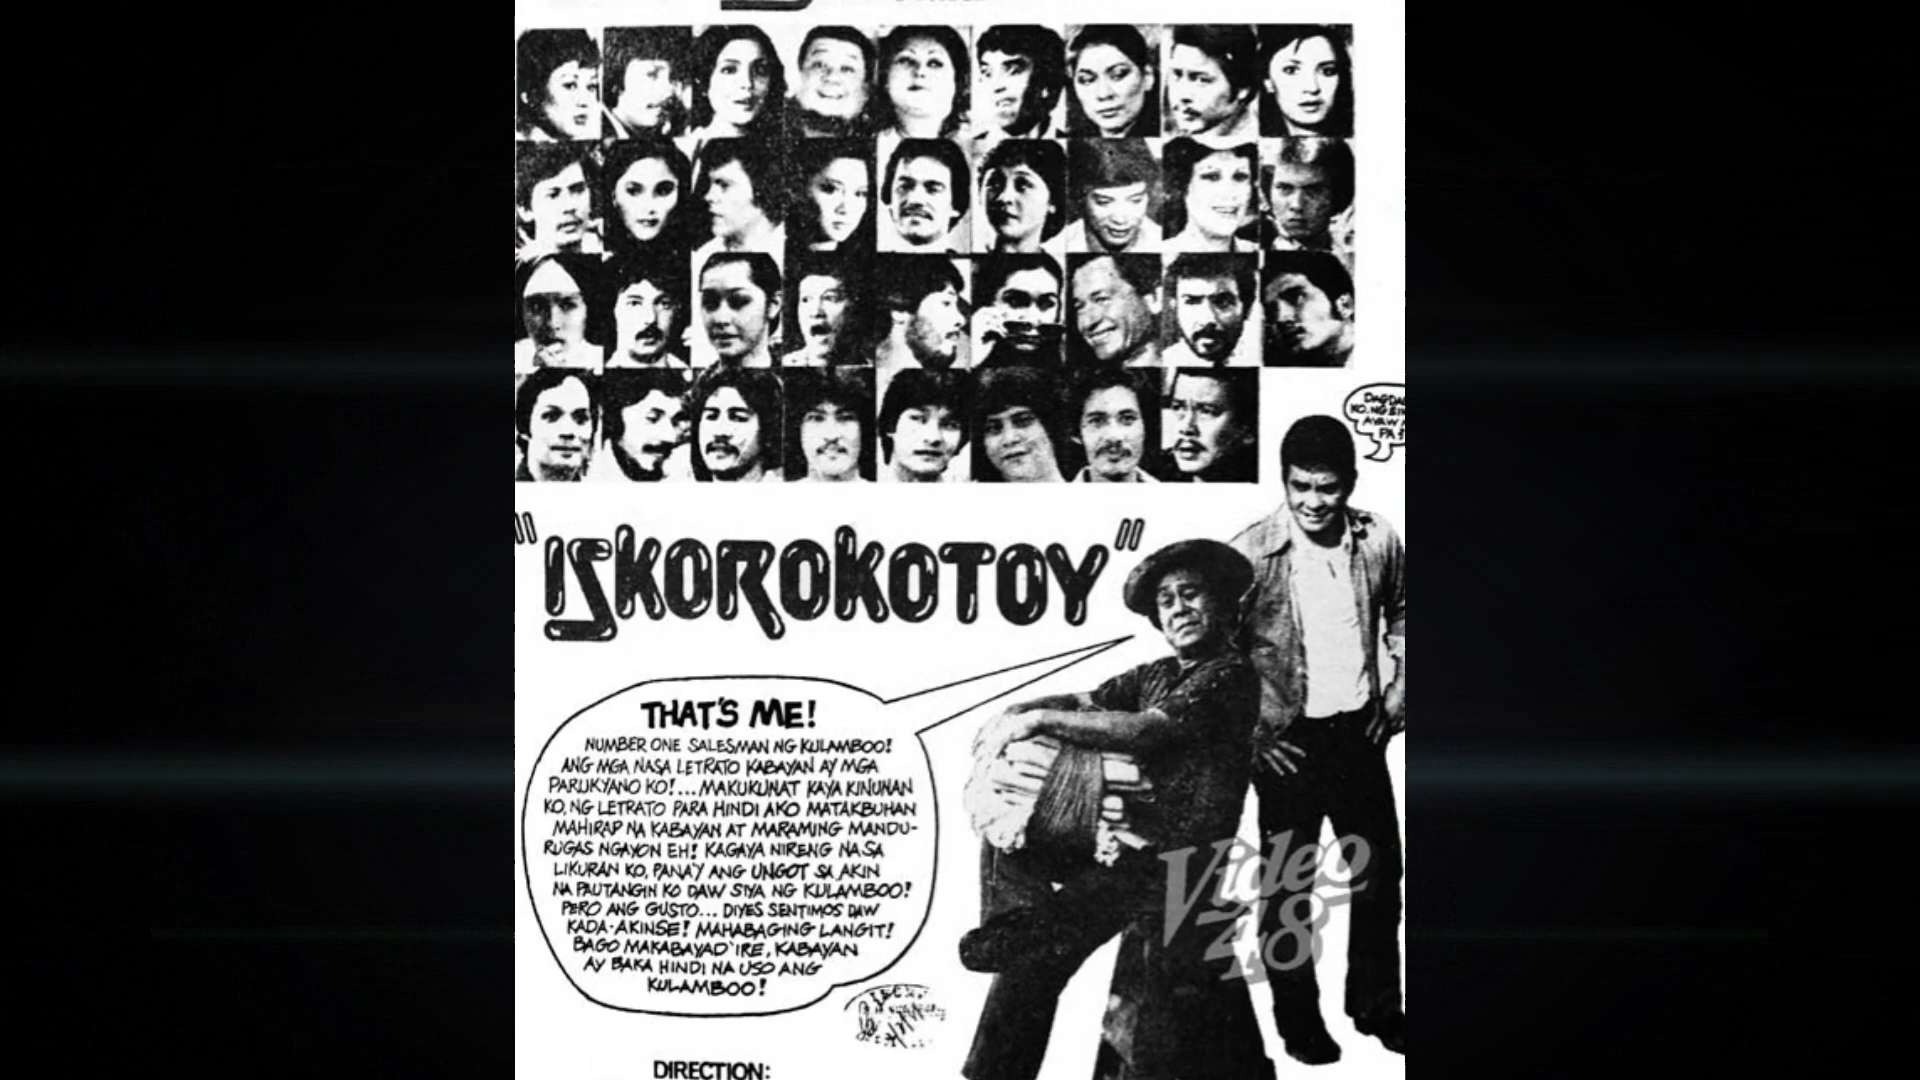 "ISKOROKOTOY"
THAT'S ME!
NUMBER ONE SALESMAN NG KULAMBOO!
ANG MGA NASA LETRATO KABAYAN AY MGA
PARUKYANO KO!...MAKUKUNAT KAYA KINUNAN
KO, NG LETRATO PARA HINDI AKO MATAKBUHAN
MAHIRAP NA KABAYAN AT MARAMING MANDU-
RUGAS NGAYON EH! KAGAYA NIRENG NASA
LIKURAN KO, PANA'Y ANG UNGOT SA AKIN
NA PAUTANGIN KO DAW SIYA NG KULAMBOO!
PERO ANG GUSTO... DIYES SENTIMOS DAW
KADA-AKINSE! MAHABAGING LANGIT!
BAGO MAKABAYAD 'IRE, KABAYAN
AY BAKA HINDI NA USO ANG
KULAMBOO!
Video
48
DIRECTION: